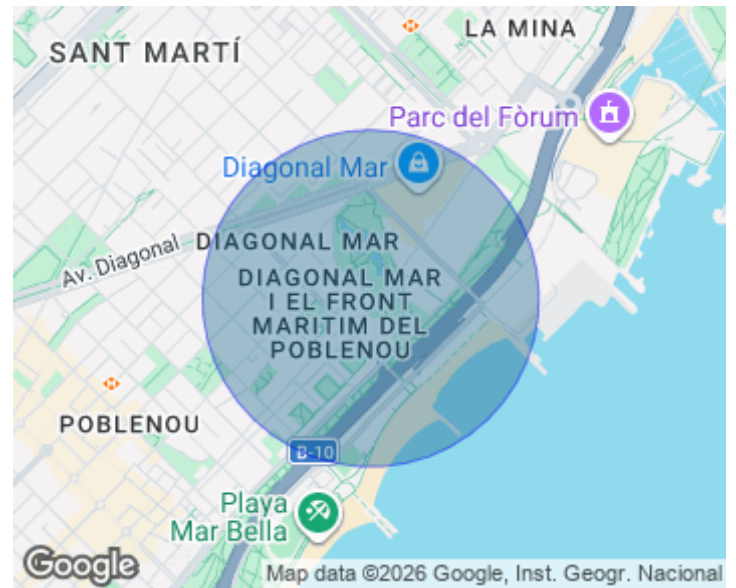 LA MINA
SANT MARTÍ
Parc del Fòrum
Diagonal Mar
DIAGONAL MAR
Av. Diagonal
DIAGONAL MAR
I EL FRONT
MARITIM DEL
POBLENOU
POBLENOU
B-10
Playa
Mar Bella
Google
Map data ©2026 Google, Inst. Geogr. Nacional